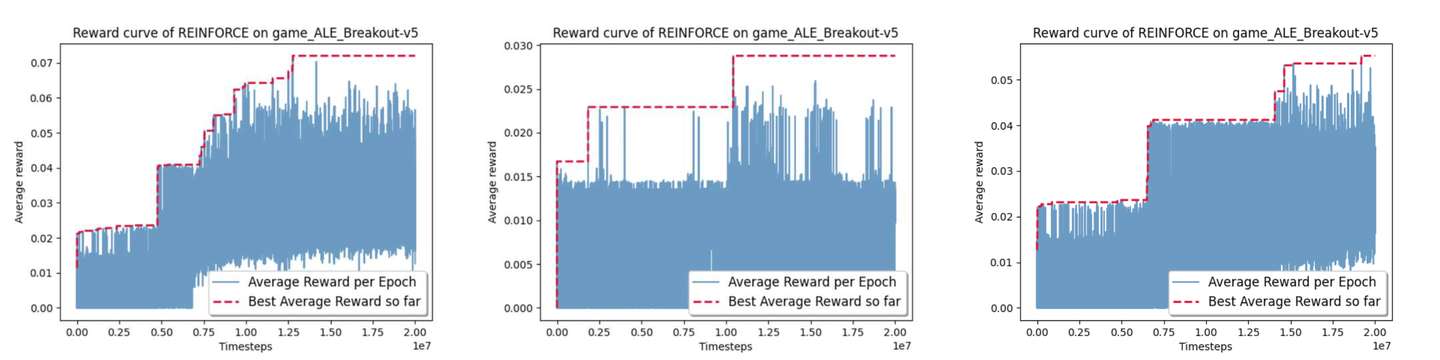 Reward curve of REINFORCE on game_ALE_Breakout-v5
Average reward
0.07
0.06
0.05
0.04
0.03
0.02
0.01
0.00
Average Reward per Epoch
Best Average Reward so far
0.00 0.25 0.50 0.75 1.00 1.25 1.50 1.75 2.00
Timesteps
1e7
Reward curve of REINFORCE on game_ALE_Breakout-v5
Average reward
0.030
0.025
0.020
0.015
0.010
0.005
0.000
Average Reward per Epoch
Best Average Reward so far
0.00 0.25 0.50 0.75 1.00 1.25 1.50 1.75 2.00
Timesteps
1e7
Reward curve of REINFORCE on game_ALE_Breakout-v5
Average reward
0.05
0.04
0.03
0.02
0.01
0.00
Average Reward per Epoch
Best Average Reward so far
0.00 0.25 0.50 0.75 1.00 1.25 1.50 1.75 2.00
Timesteps
1e7